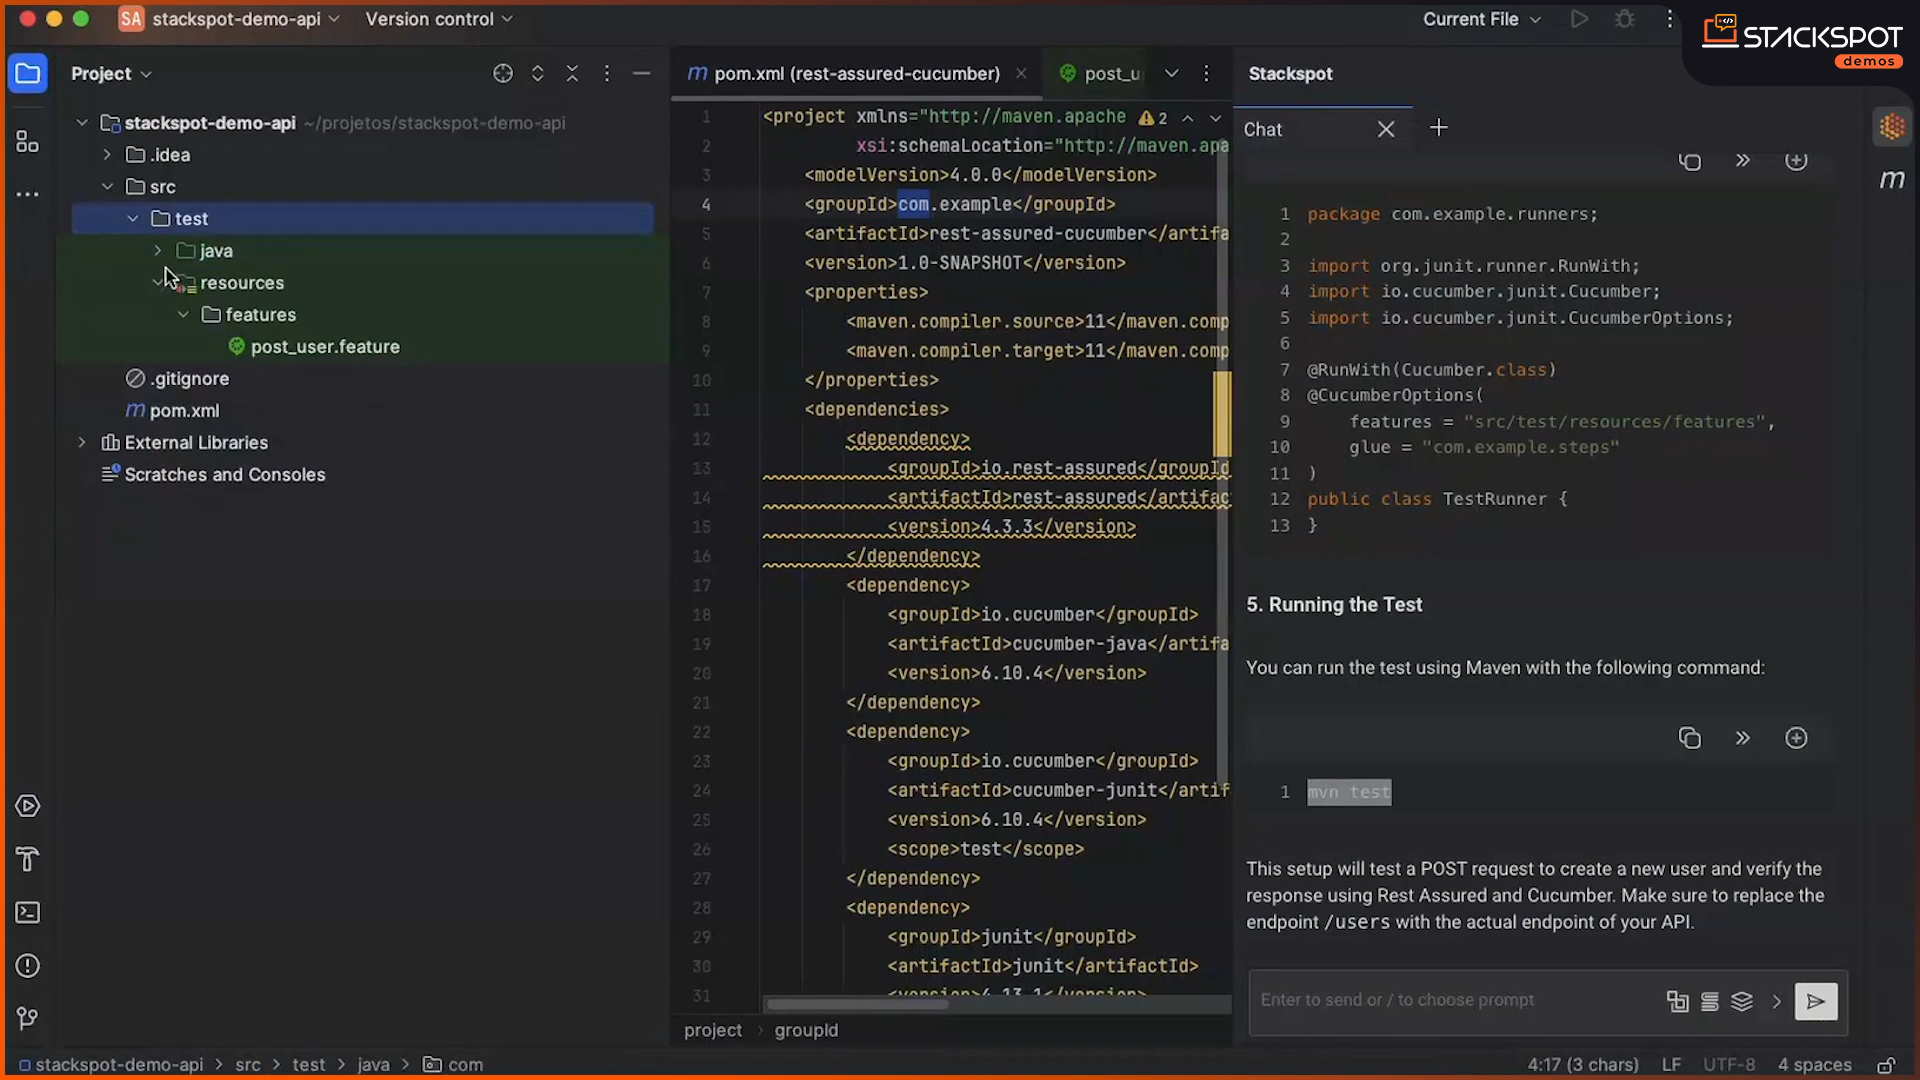 SA stackspot-demo-api Version control Current File
STACKSPOT
demos
Project
stackspot-demo-api ~/projetos/stackspot-demo-api
.idea
src
test
java
resources
features
post_user.feature
.gitignore
m pom.xml
External Libraries
Scratches and Consoles
m pom.xml (rest-assured-cucumber) post_u
1 <project xmlns="http://maven.apache 2
2 xsi:schemaLocation="http://maven.apa
3 <modelVersion>4.0.0</modelVersion>
4 <groupId>com.example</groupId>
5 <artifactId>rest-assured-cucumber</artifa
6 <version>1.0-SNAPSHOT</version>
7 <properties>
8 <maven.compiler.source>11</maven.comp
9 <maven.compiler.target>11</maven.comp
10 </properties>
11 <dependencies>
12 <dependency>
13 <groupId>io.rest-assured</groupId
14 <artifactId>rest-assured</artifac
15 <version>4.3.3</version>
16 </dependency>
17 <dependency>
18 <groupId>io.cucumber</groupId>
19 <artifactId>cucumber-java</artifa
20 <version>6.10.4</version>
21 </dependency>
22 <dependency>
23 <groupId>io.cucumber</groupId>
24 <artifactId>cucumber-junit</artif
25 <version>6.10.4</version>
26 <scope>test</scope>
27 </dependency>
28 <dependency>
29 <groupId>junit</groupId>
30 <artifactId>junit</artifactId>
31 <version>4.13.1</version>
project > groupId
Stackspot
Chat
1 package com.example.runners;
2
3 import org.junit.runner.RunWith;
4 import io.cucumber.junit.Cucumber;
5 import io.cucumber.junit.CucumberOptions;
6
7 @RunWith(Cucumber.class)
8 @CucumberOptions(
9 features = "src/test/resources/features",
10 glue = "com.example.steps"
11 )
12 public class TestRunner {
13 }
5. Running the Test
You can run the test using Maven with the following command:
1 mvn test
This setup will test a POST request to create a new user and verify the
response using Rest Assured and Cucumber. Make sure to replace the
endpoint /users with the actual endpoint of your API.
Enter to send or / to choose prompt
m
stackspot-demo-api > src > test > java > com 4:17 (3 chars) LF UTF-8 4 spaces